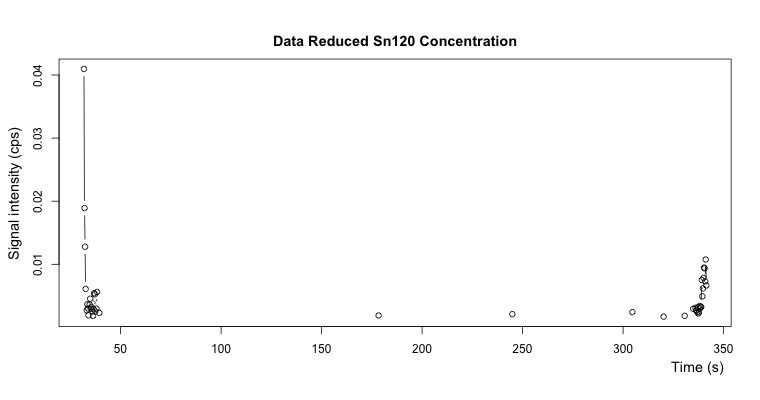 Data Reduced Sn120 Concentration
Signal intensity (cps)
0.04
0.03
0.02
0.01
50 100 150 200 250 300 350
Time (s)